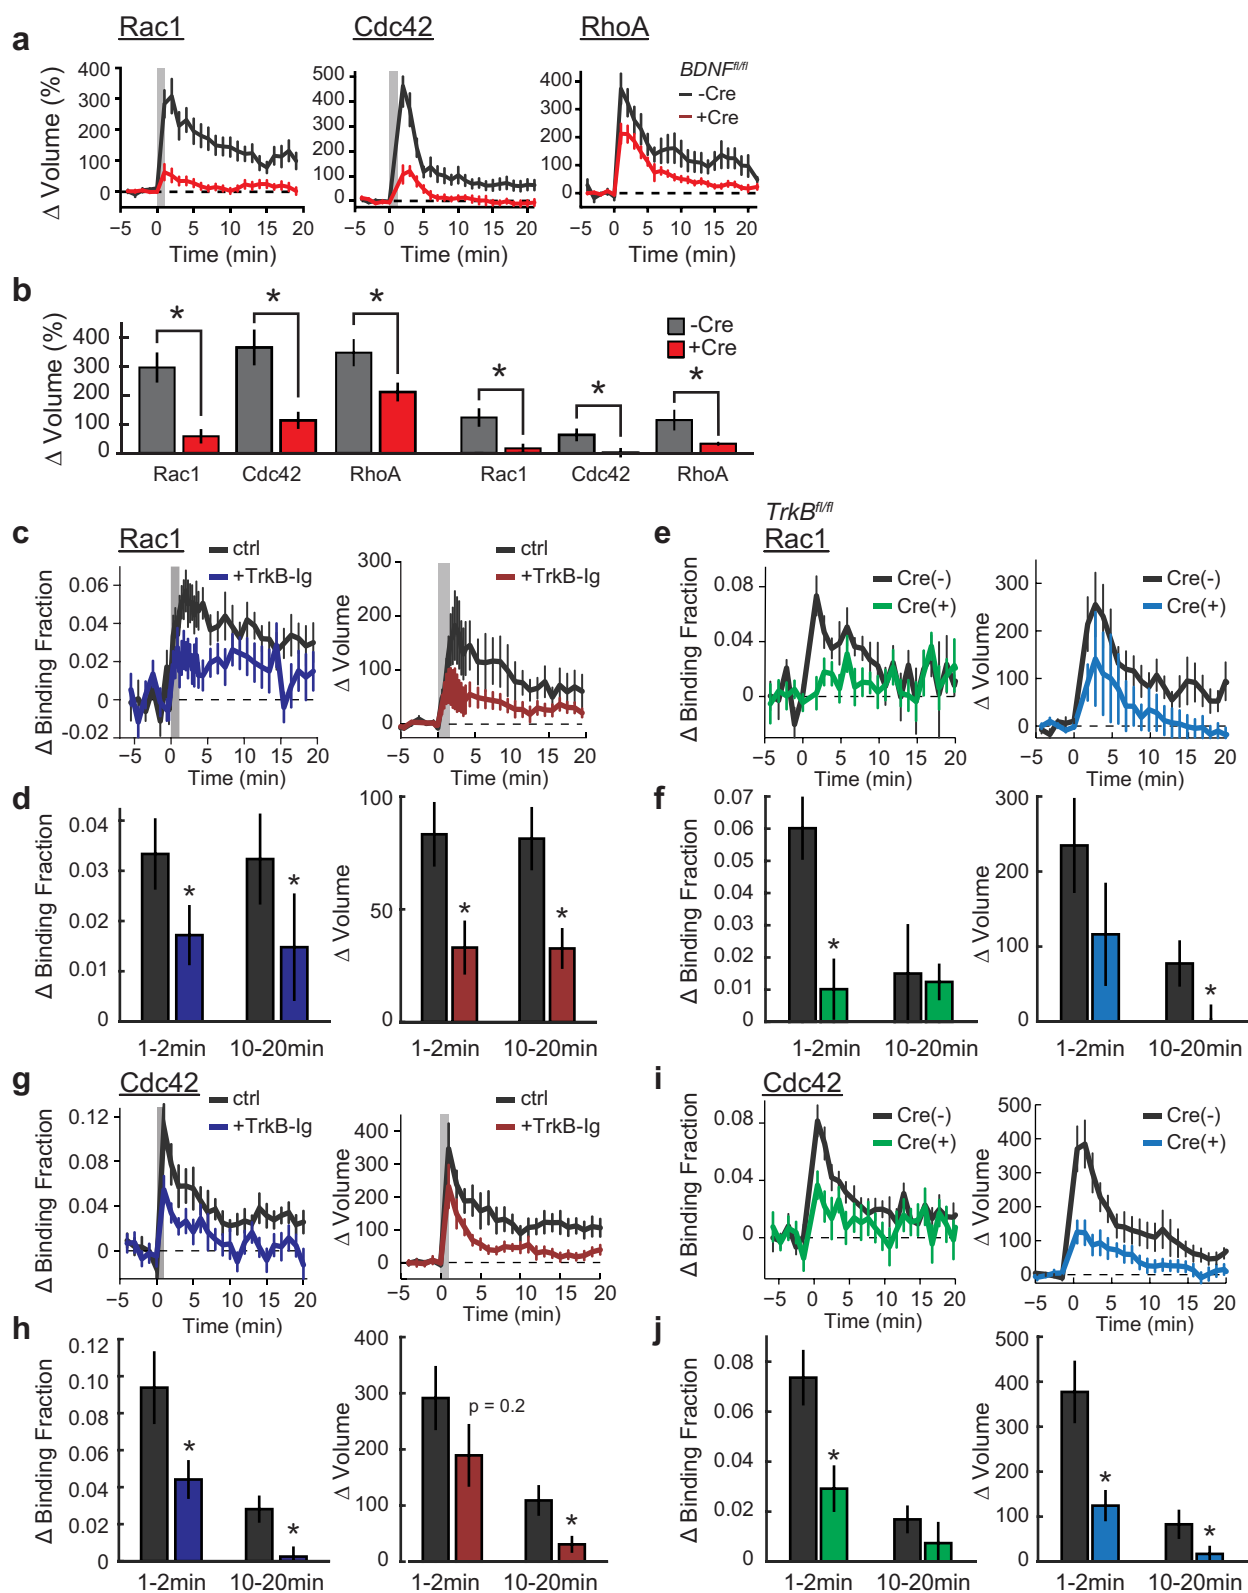 a
Rac1
Cdc42
RhoA
BDNFfl/fl
-Cre
+Cre
Δ Volume (%)
400
300
200
100
0
500
400
300
200
100
0
400
300
200
100
0
−5 0 5 10 15 20
−5 0 5 10 15 20
−5 0 5 10 15 20
Time (min)
Time (min)
Time (min)
b
Δ Volume (%)
400
300
200
100
0
* * * * * *
-Cre
+Cre
Rac1 Cdc42 RhoA Rac1 Cdc42 RhoA
c
Rac1
ctrl
+TrkB-Ig
Δ Binding Fraction
0.06
0.04
0.02
0
-0.02
−5 0 5 10 15 20
Time (min)
ctrl
+TrkB-Ig
Δ Volume
300
200
100
0
−5 0 5 10 15 20
Time (min)
d
Δ Binding Fraction
0.04
0.03
0.02
0.01
0
* *
1-2min 10-20min
Δ Volume
100
50
0
* *
1-2min 10-20min
e
TrkBfl/fl
Rac1
Cre(-)
Cre(+)
Δ Binding Fraction
0.08
0.04
0
−5 0 5 10 15 20
Time (min)
Cre(-)
Cre(+)
Δ Volume
300
200
100
0
−5 0 5 10 15 20
Time (min)
f
Δ Binding Fraction
0.07
0.06
0.05
0.04
0.03
0.02
0.01
0
*
1-2min 10-20min
Δ Volume
300
200
100
0
*
1-2min 10-20min
g
Cdc42
ctrl
+TrkB-Ig
Δ Binding Fraction
0.12
0.08
0.04
0
−5 0 5 10 15 20
Time (min)
ctrl
+TrkB-Ig
Δ Volume
400
300
200
100
0
−5 0 5 10 15 20
Time (min)
h
Δ Binding Fraction
0.12
0.10
0.08
0.06
0.04
0.02
0
* *
1-2min 10-20min
Δ Volume
400
300
200
100
0
p = 0.2
*
1-2min 10-20min
i
Cdc42
Cre(-)
Cre(+)
Δ Binding Fraction
0.08
0.04
0
−5 0 5 10 15 20
Time (min)
Cre(-)
Cre(+)
Δ Volume
500
400
300
200
100
0
−5 0 5 10 15 20
Time (min)
j
Δ Binding Fraction
0.08
0.06
0.04
0.02
0
*
1-2min 10-20min
Δ Volume
500
400
300
200
100
0
* *
1-2min 10-20min